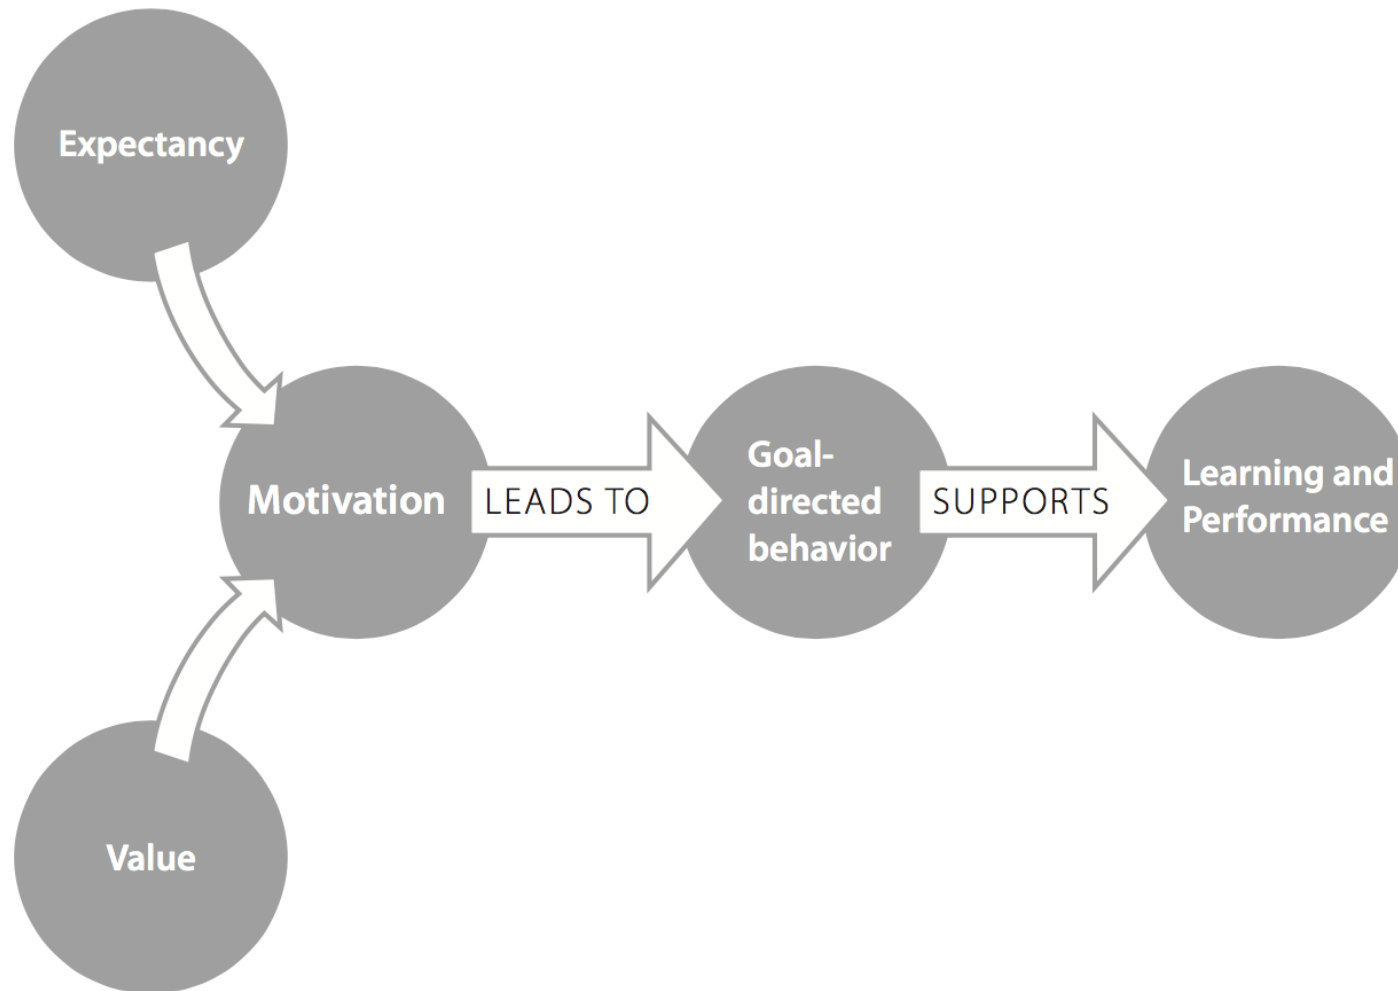 Expectancy
Motivation
LEADS TO
Goal-
directed
behavior
SUPPORTS
Learning and
Performance
Value